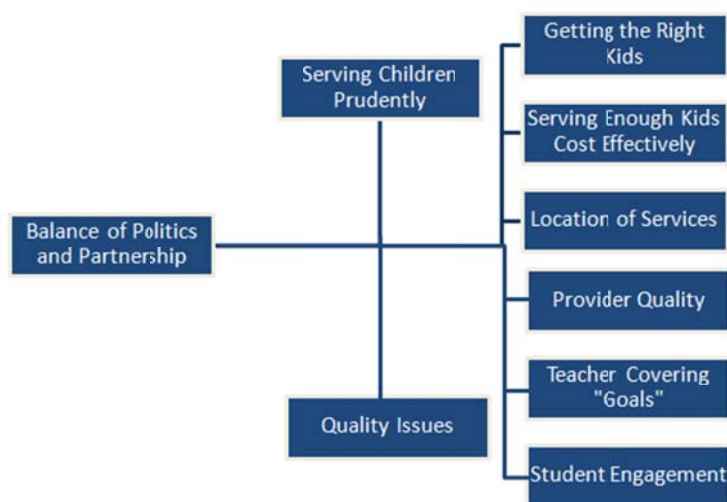 Getting the Right
Kids
Serving Children
Prudently
Serving Enough Kids
Cost Effectively
Location of Services
Balance of Politics
and Partnership
Provider Quality
Teacher Covering
"Goals"
Quality Issues
Student Engagement